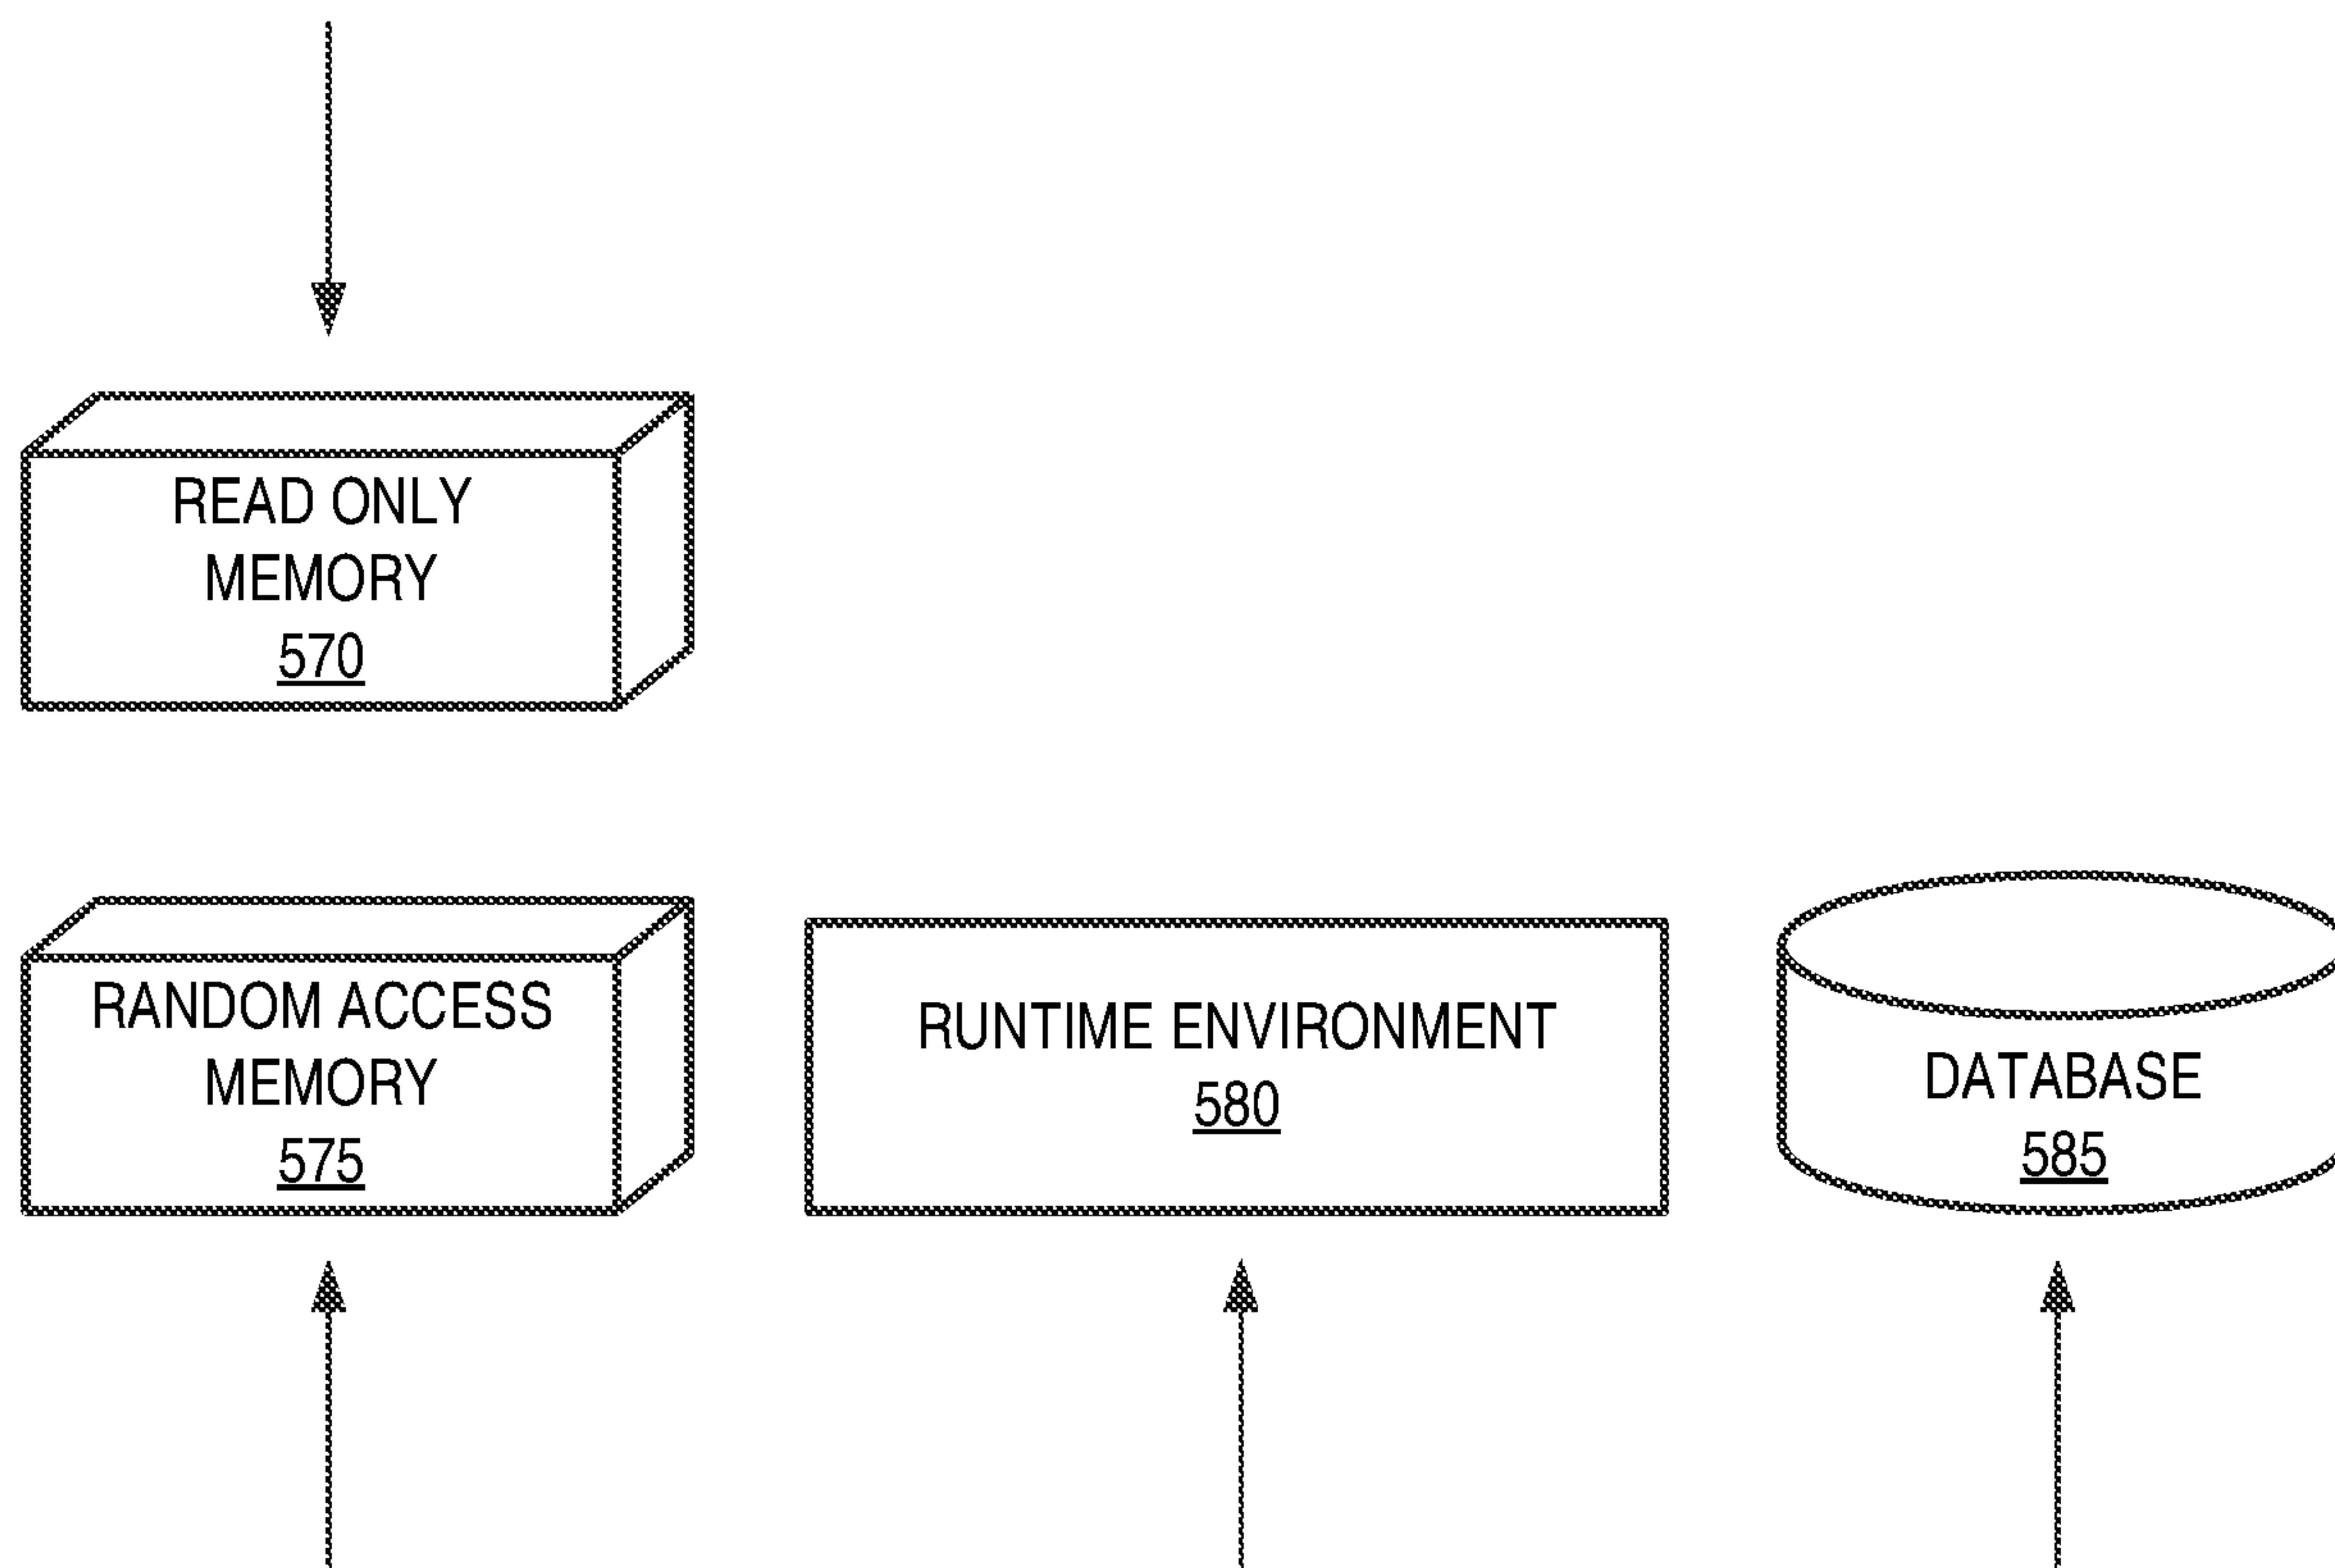 READ ONLY
MEMORY
570
RANDOM ACCESS
MEMORY
575
RUNTIME ENVIRONMENT
580
DATABASE
585